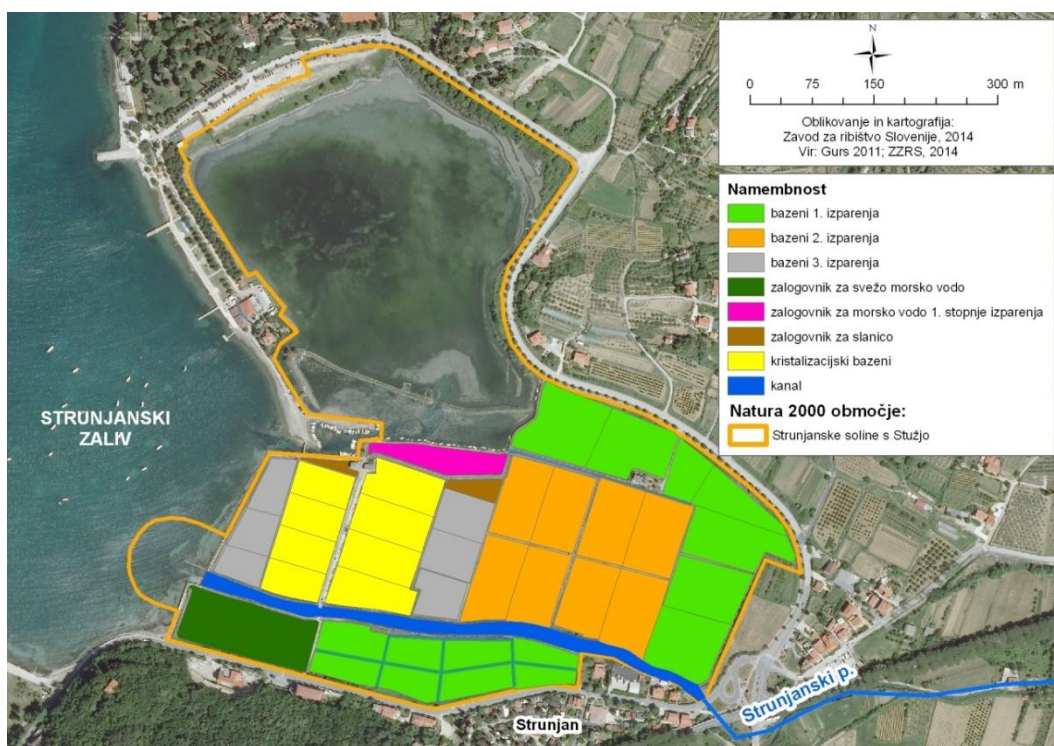 N
0 75 150 300 m
Oblikovanje in kartografija:
Zavod za ribištvo Slovenije, 2014
Vir: Gurs 2011; ZZRS, 2014
Namembnost
bazeni 1. izparenja
bazeni 2. izparenja
bazeni 3. izparenja
zalogovnik za svežo morsko vodo
zalogovnik za morsko vodo 1. stopnje izparenja
zalogovnik za slanico
kristalizacijski bazeni
kanal
Natura 2000 območje:
Strunjanske soline s Stužjo
STRUNJANSKI
ZALIV
Strunjanski p.
Strunjan